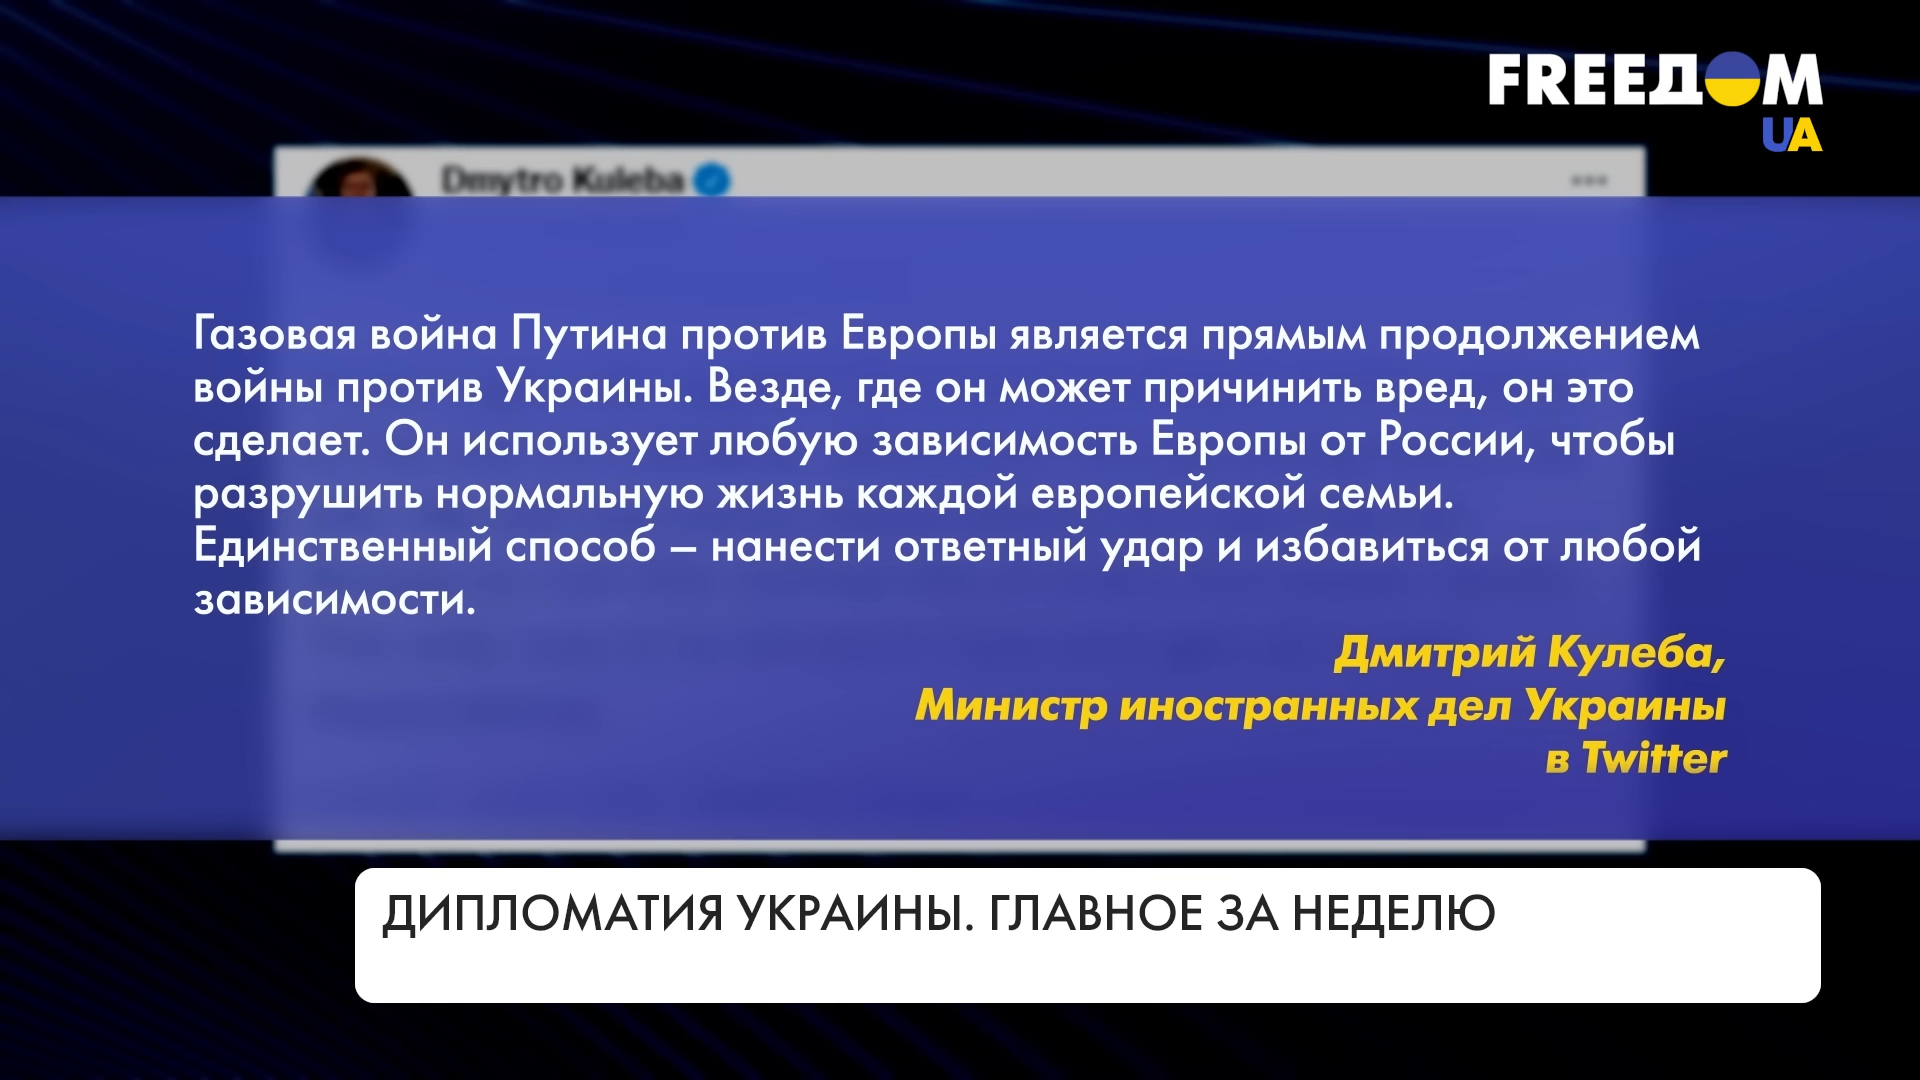 FREEДOM
UA
Dmytro Kuleba
Газовая война Путина против Европы является прямым продолжением
войны против Украины. Везде, где он может причинить вред, он это
сделает. Он использует любую зависимость Европы от России, чтобы
разрушить нормальную жизнь каждой европейской семьи.
Единственный способ – нанести ответный удар и избавиться от любой
зависимости.
Дмитрий Кулеба,
Министр иностранных дел Украины
в Twitter
ДИПЛОМАТИЯ УКРАИНЫ. ГЛАВНОЕ ЗА НЕДЕЛЮ